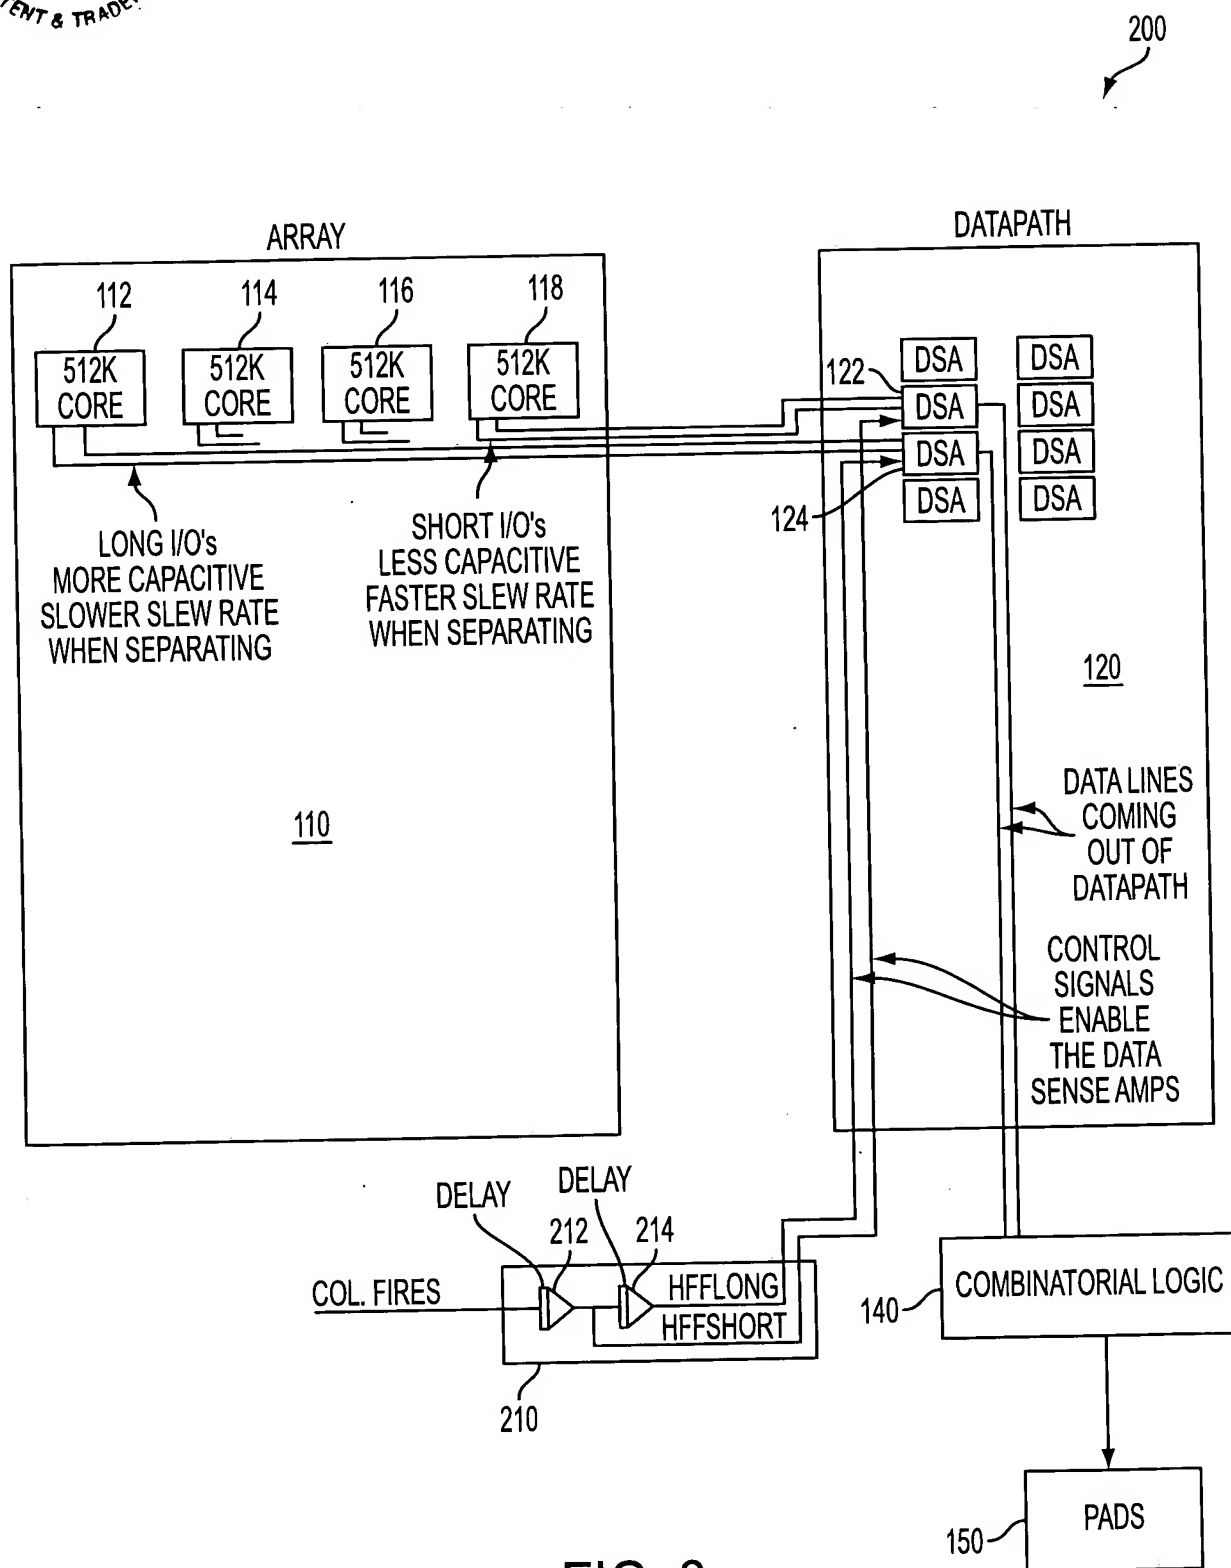 ENT & TRADE
200
ARRAY
DATAPATH
112
114
116
118
512K
CORE
512K
CORE
512K
CORE
512K
CORE
122
124
DSA
DSA
DSA
DSA
DSA
DSA
DSA
DSA
LONG I/O's
MORE CAPACITIVE
SLOWER SLEW RATE
WHEN SEPARATING
SHORT I/O's
LESS CAPACITIVE
FASTER SLEW RATE
WHEN SEPARATING
120
110
DATA LINES
COMING
OUT OF
DATAPATH
CONTROL
SIGNALS
ENABLE
THE DATA
SENSE AMPS
DELAY
DELAY
212
214
COL. FIRES
HFFLONG
HFFSHORT
210
COMBINATORIAL LOGIC
140
PADS
150
FIG.